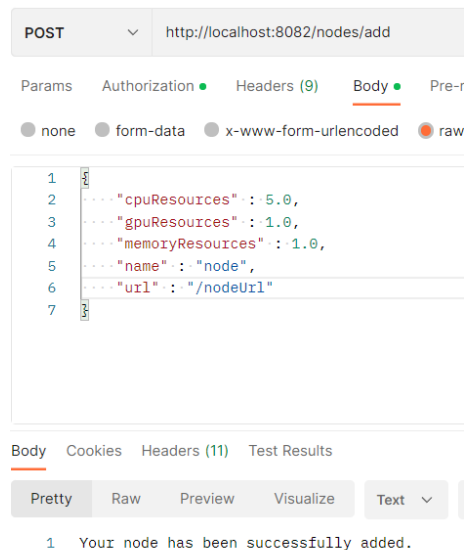 POST http://localhost:8082/nodes/add
Params Authorization Headers (9) Body
none form-data x-www-form-urlencoded raw
1 {
2 "cpuResources" : 5.0,
3 "gpuResources" : 1.0,
4 "memoryResources" : 1.0,
5 "name" : "node",
6 "url" : "/nodeUrl"
7 }
Body Cookies Headers (11) Test Results
Pretty Raw Preview Visualize Text
1 Your node has been successfully added.